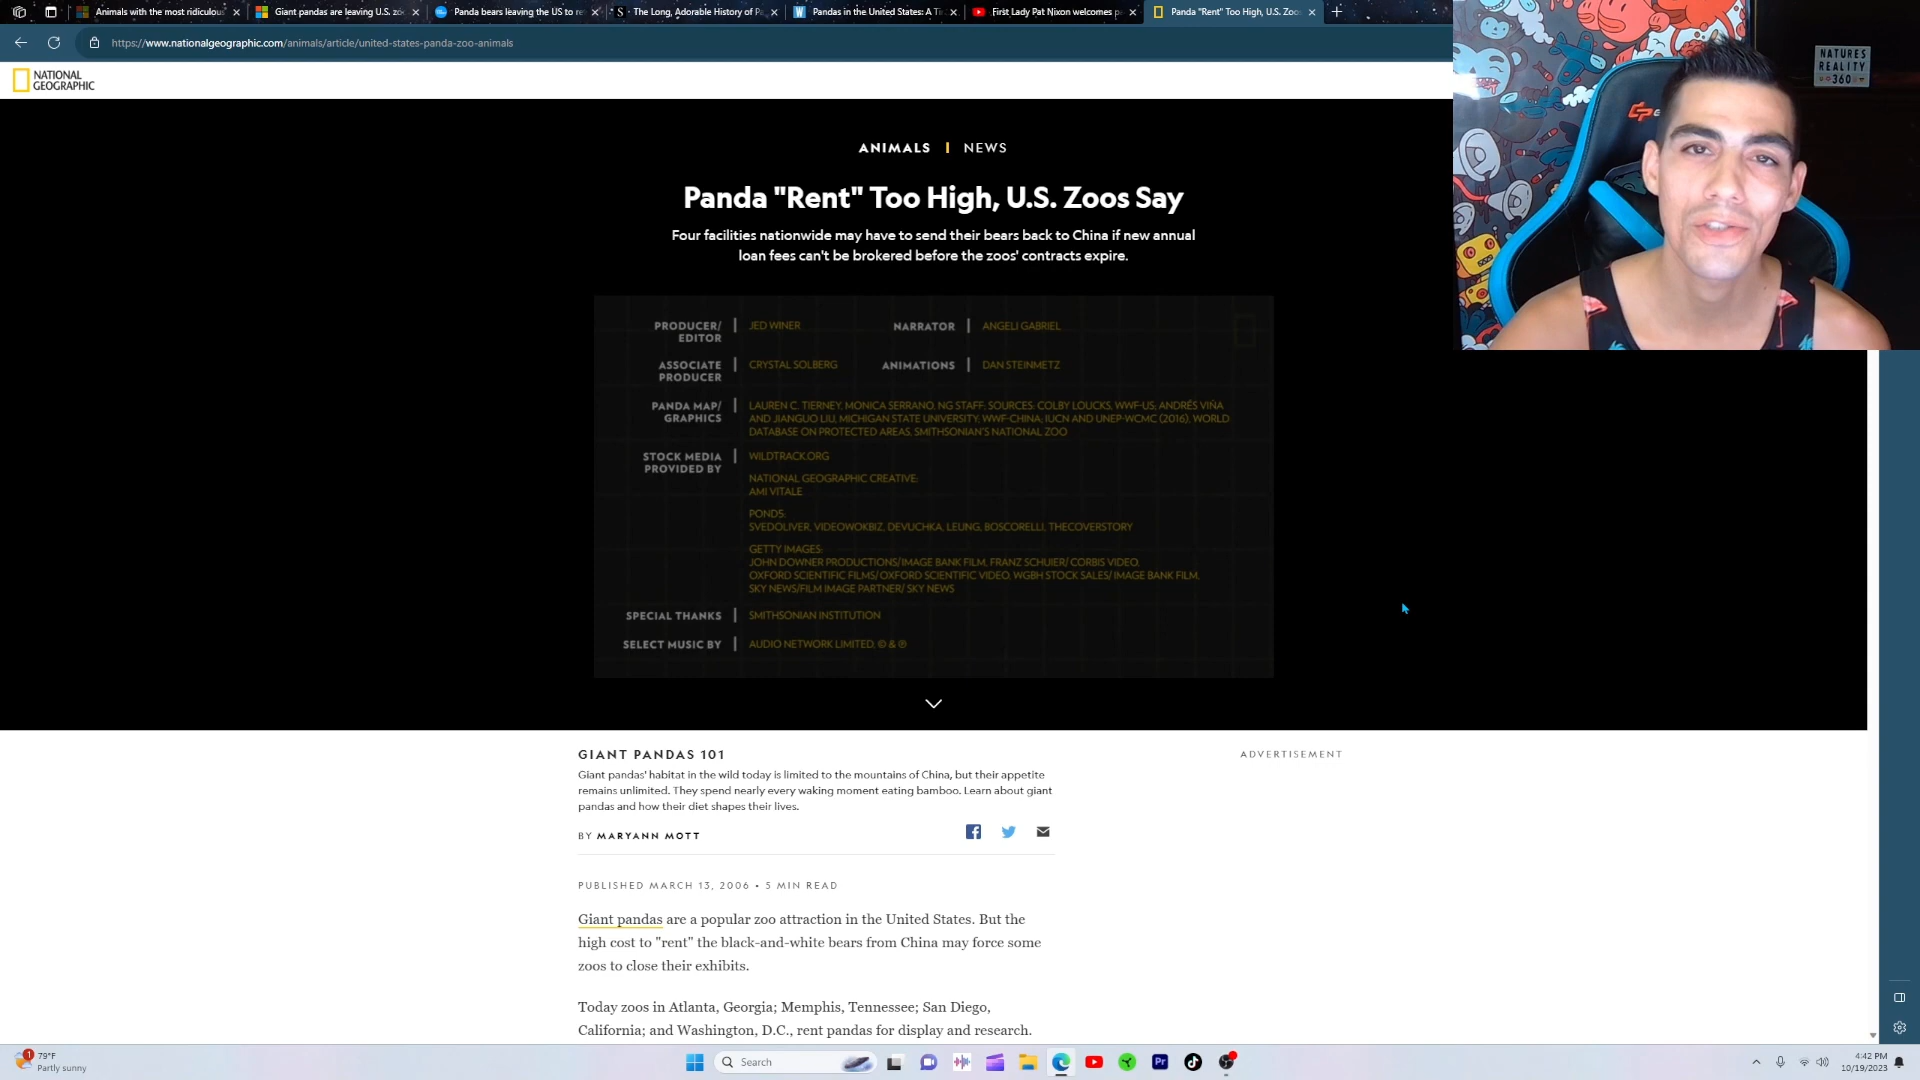 Animals with the most ridiculou
Giant pandas are leaving U.S. zo
Panda bears leaving the US to re
The Long, Adorable History of Pa
Pandas in the United States: A Ti
First Lady Pat Nixon welcomes p
Panda "Rent" Too High, U.S. Zoos
https://www.nationalgeographic.com/animals/article/united-states-panda-zoo-animals
NATURES
REALITY
360
NATIONAL
GEOGRAPHIC
ANIMALS | NEWS
Panda "Rent" Too High, U.S. Zoos Say
Four facilities nationwide may have to send their bears back to China if new annual
loan fees can't be brokered before the zoos' contracts expire.
PRODUCER/ EDITOR | JED WINER
NARRATOR | ANGELI GABRIEL
ASSOCIATE PRODUCER | CRYSTAL SOLBERG
ANIMATIONS | DAN STEINMETZ
PANDA MAP/ GRAPHICS | LAUREN C. TIERNEY, MONICA SERRANO, NG STAFF; SOURCES: COLBY LOUCKS, WWF-US; ANDRÉS VIÑA
AND JIANGUO LIU, MICHIGAN STATE UNIVERSITY, WWF-CHINA; IUCN AND UNEP-WCMC (2016), WORLD
DATABASE ON PROTECTED AREAS. SMITHSONIAN'S NATIONAL ZOO
STOCK MEDIA PROVIDED BY | WILDTRACK.ORG
NATIONAL GEOGRAPHIC CREATIVE:
AMI VITALE
POND5:
SVEDOLIVER, VIDEOWOKBIZ, DEVUCHKA, LEUNG, BOSCORELLI, THECOVERSTORY
GETTY IMAGES:
JOHN DOWNER PRODUCTIONS/IMAGE BANK FILM, FRANZ SCHUIER/ CORBIS VIDEO,
OXFORD SCIENTIFIC FILMS/ OXFORD SCIENTIFIC VIDEO, WGBH STOCK SALES/ IMAGE BANK FILM,
SKY NEWS/FILM IMAGE PARTNER/ SKY NEWS
SPECIAL THANKS | SMITHSONIAN INSTITUTION
SELECT MUSIC BY | AUDIO NETWORK LIMITED, © & ℗
GIANT PANDAS 101
ADVERTISEMENT
Giant pandas' habitat in the wild today is limited to the mountains of China, but their appetite
remains unlimited. They spend nearly every waking moment eating bamboo. Learn about giant
pandas and how their diet shapes their lives.
BY MARYANN MOTT
PUBLISHED MARCH 13, 2006 • 5 MIN READ
Giant pandas are a popular zoo attraction in the United States. But the
high cost to "rent" the black-and-white bears from China may force some
zoos to close their exhibits.
Today zoos in Atlanta, Georgia; Memphis, Tennessee; San Diego,
California; and Washington, D.C., rent pandas for display and research.
1
79°F
Partly sunny
Search
Pr
4:42 PM
10/19/2023